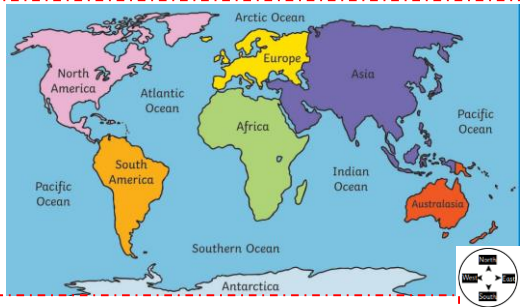 Arctic Ocean
North
America
Europe
Asia
Atlantic
Ocean
Africa
Pacific
Ocean
South
America
Indian
Ocean
Pacific
Ocean
Australasia
Southern Ocean
Antarctica
North
West
East
South